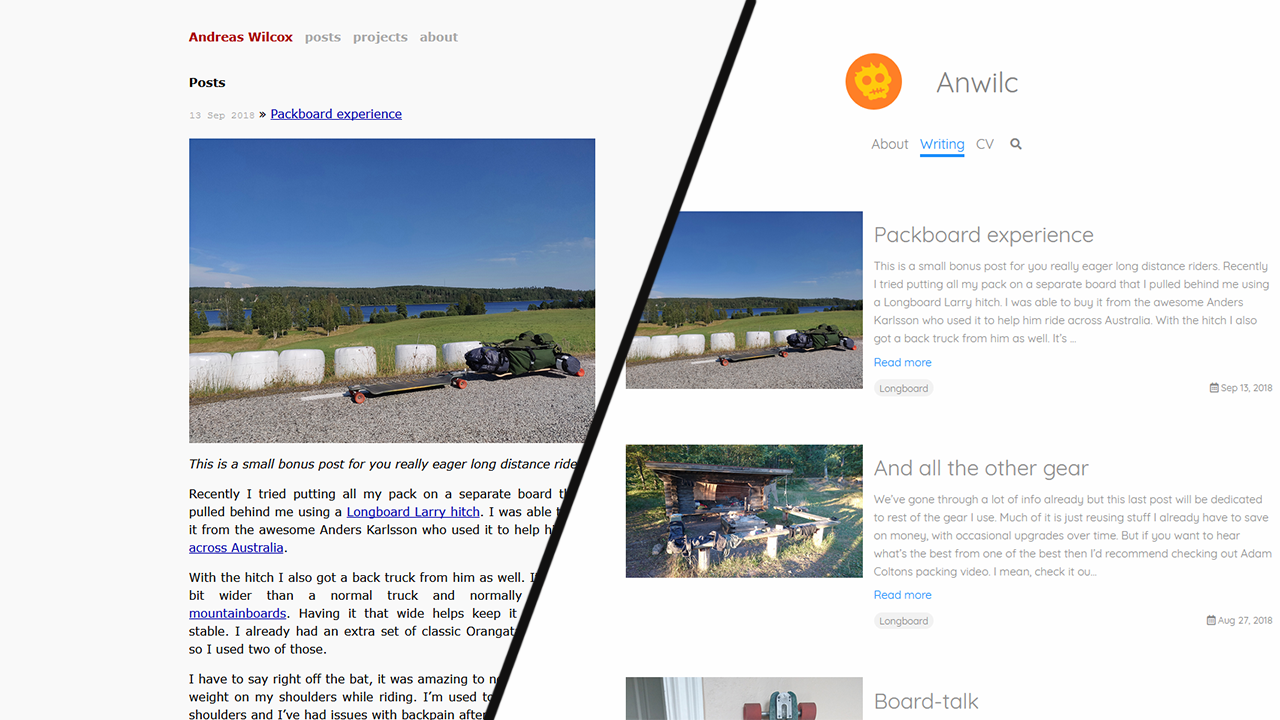 Andreas Wilcox posts projects about
Posts
13 Sep 2018 » Packboard experience
This is a small bonus post for you really eager long distance ride
Recently I tried putting all my pack on a separate board
pulled behind me using a Longboard Larry hitch. I was able
it from the awesome Anders Karlsson who used it to help
across Australia.
With the hitch I also got a back truck from him as well.
bit wider than a normal truck and normally
mountainboards. Having it that wide helps keep it
stable. I already had an extra set of classic Orangat
so I used two of those.
I have to say right off the bat, it was amazing to
weight on my shoulders while riding. I'm used to
shoulders and I've had issues with backpain after
Anwilc
About Writing CV
Packboard experience
This is a small bonus post for you really eager long distance riders. Recently
I tried putting all my pack on a separate board that I pulled behind me using
a Longboard Larry hitch. I was able to buy it from the awesome Anders
Karlsson who used it to help him ride across Australia. With the hitch I also
got a back truck from him as well. It's ...
Read more
Longboard Sep 13, 2018
And all the other gear
We've gone through a lot of info already but this last post will be dedicated
to rest of the gear I use. Much of it is just reusing stuff I already have to save
on money, with occasional upgrades over time. But if you want to hear
what's the best from one of the best then I'd recommend checking out Adam
Coltons packing video. I mean, check it ou...
Read more
Longboard Aug 27, 2018
Board-talk